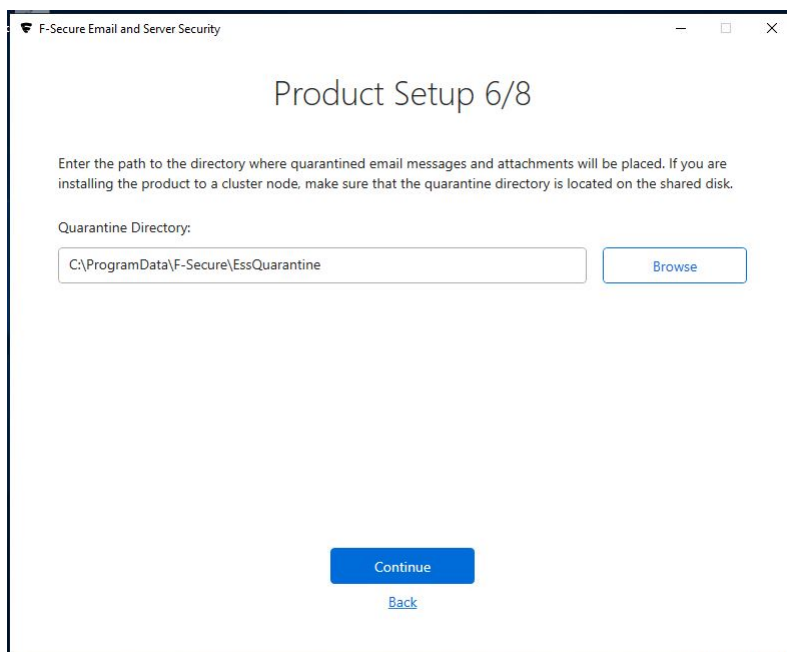 F-Secure Email and Server Security
Product Setup 6/8
Enter the path to the directory where quarantined email messages and attachments will be placed. If you are
installing the product to a cluster node, make sure that the quarantine directory is located on the shared disk.
Quarantine Directory:
C:\ProgramData\F-Secure\EssQuarantine
Browse
Continue
Back